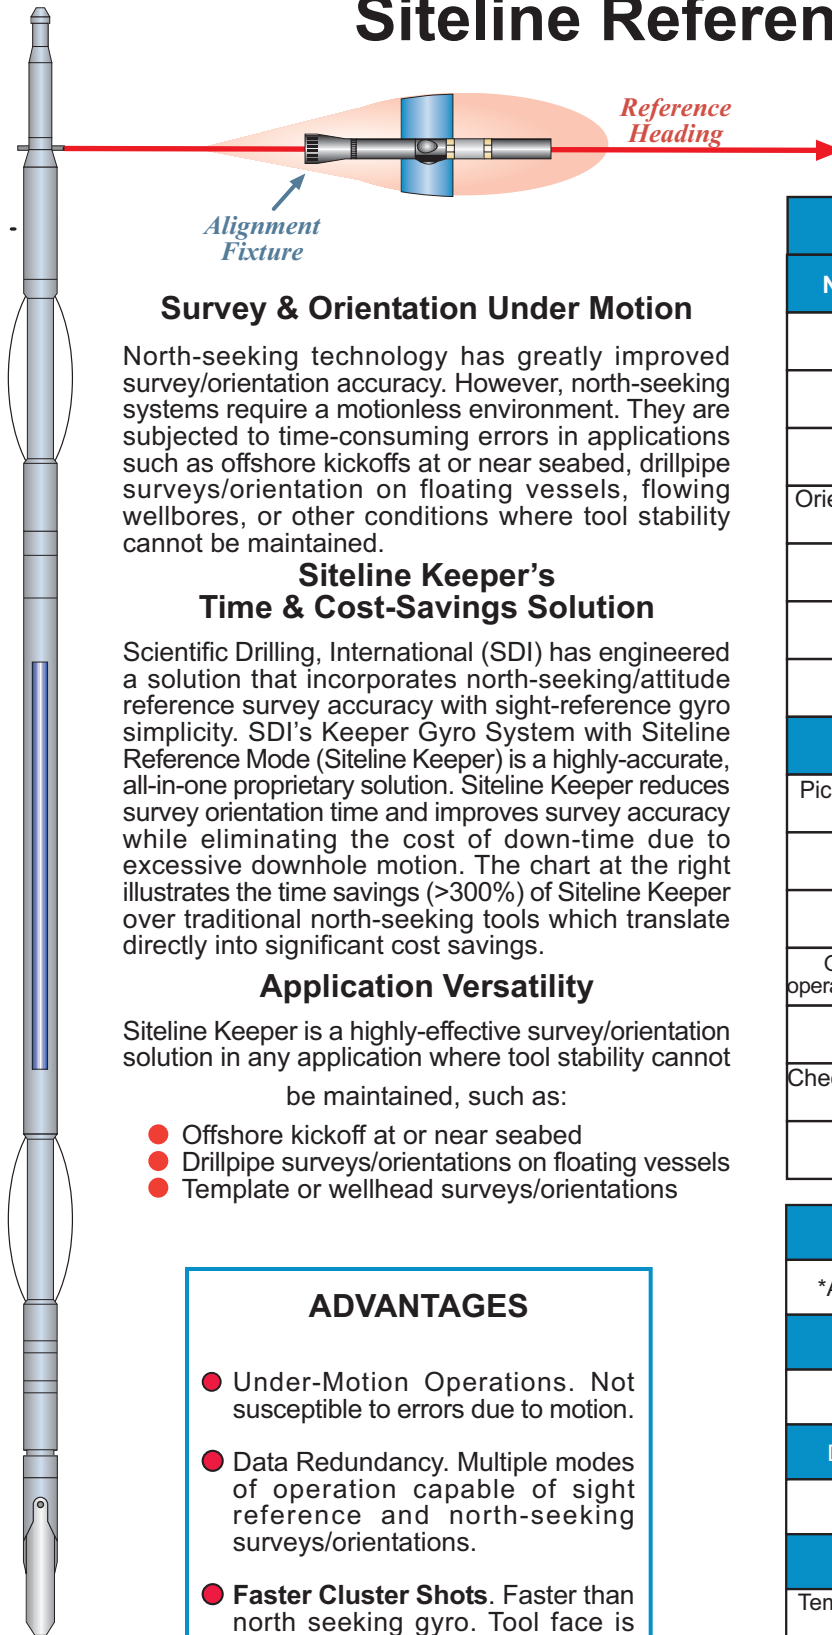 Siteline Referen
Reference
Heading
Alignment
Fixture
Survey & Orientation Under Motion
North-seeking technology has greatly improved
survey/orientation accuracy. However, north-seeking
systems require a motionless environment. They are
subjected to time-consuming errors in applications
such as offshore kickoffs at or near seabed, drillpipe
surveys/orientation on floating vessels, flowing
wellbores, or other conditions where tool stability
cannot be maintained.
Siteline Keeper's
Time & Cost-Savings Solution
Scientific Drilling, International (SDI) has engineered
a solution that incorporates north-seeking/attitude
reference survey accuracy with sight-reference gyro
simplicity. SDI's Keeper Gyro System with Siteline
Reference Mode (Siteline Keeper) is a highly-accurate,
all-in-one proprietary solution. Siteline Keeper reduces
survey orientation time and improves survey accuracy
while eliminating the cost of down-time due to
excessive downhole motion. The chart at the right
illustrates the time savings (>300%) of Siteline Keeper
over traditional north-seeking tools which translate
directly into significant cost savings.
Application Versatility
Siteline Keeper is a highly-effective survey/orientation
solution in any application where tool stability cannot
be maintained, such as:
Offshore kickoff at or near seabed
Drillpipe surveys/orientations on floating vessels
Template or wellhead surveys/orientations
ADVANTAGES
Under-Motion Operations. Not
susceptible to errors due to motion.
Data Redundancy. Multiple modes
of operation capable of sight
reference and north-seeking
surveys/orientations.
Faster Cluster Shots. Faster than
north seeking gyro. Tool face is
N
Orie
Pic
opera
Chec
*A
D
Ten